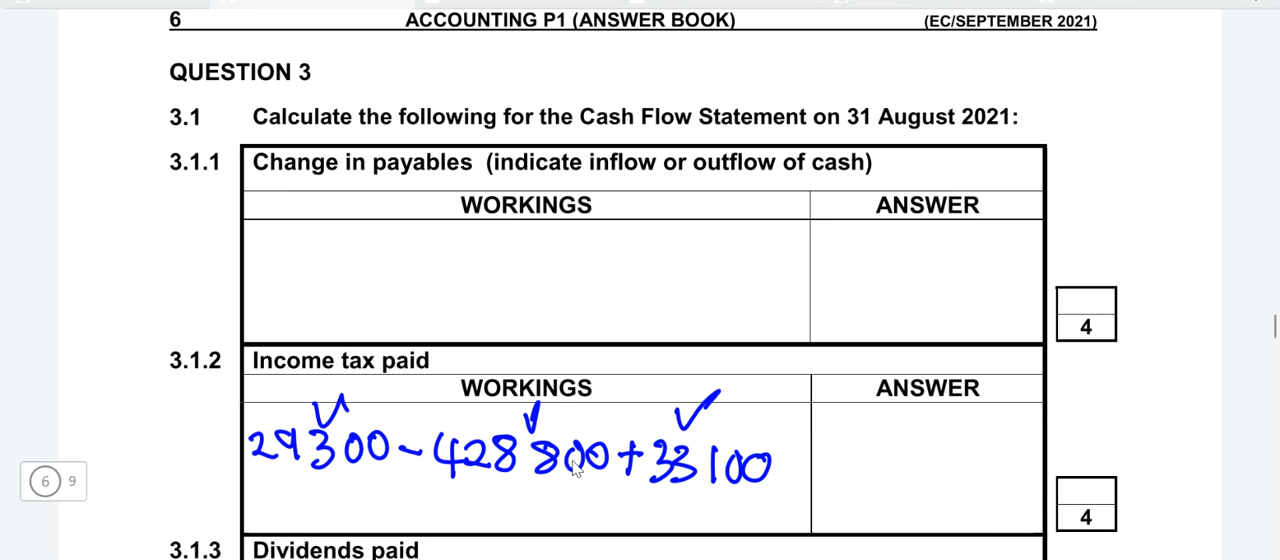 6 ACCOUNTING P1 (ANSWER BOOK) (EC/SEPTEMBER 2021)
QUESTION 3
3.1 Calculate the following for the Cash Flow Statement on 31 August 2021:
3.1.1 Change in payables (indicate inflow or outflow of cash)
WORKINGS ANSWER
4
3.1.2 Income tax paid
WORKINGS ANSWER
29300 - 428800 + 33100
6 9
4
3.1.3 Dividends paid